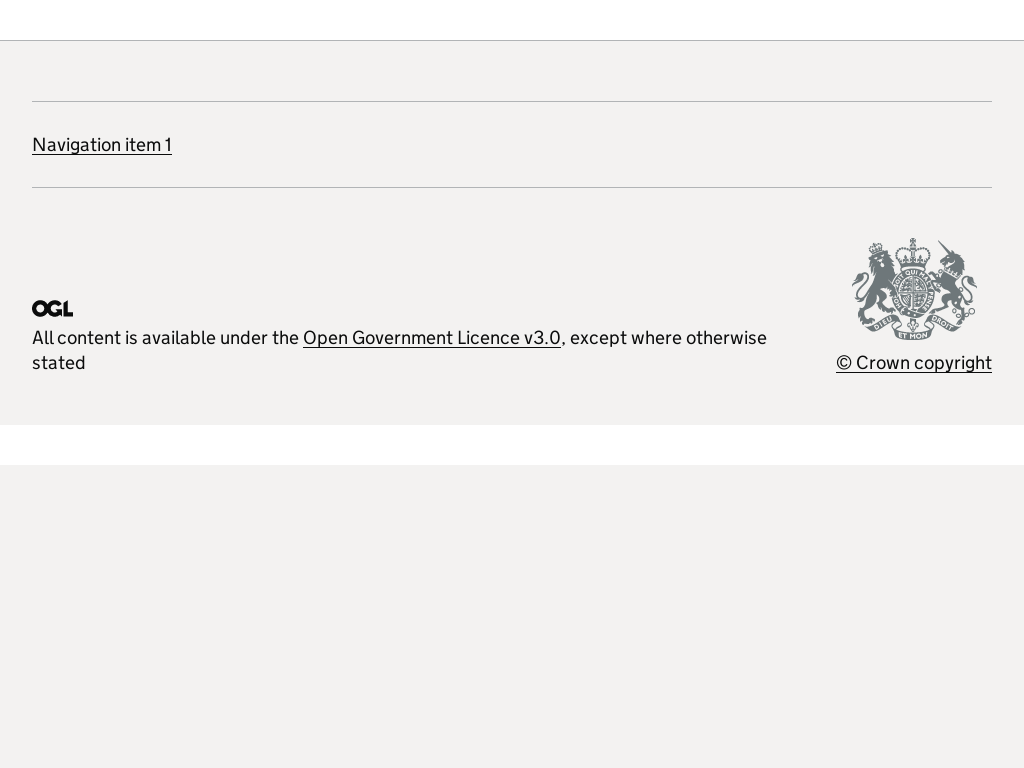 Navigation item 1
OGL
All content is available under the Open Government Licence v3.0, except where otherwise
stated
© Crown copyright
DIEU ET MON DROIT